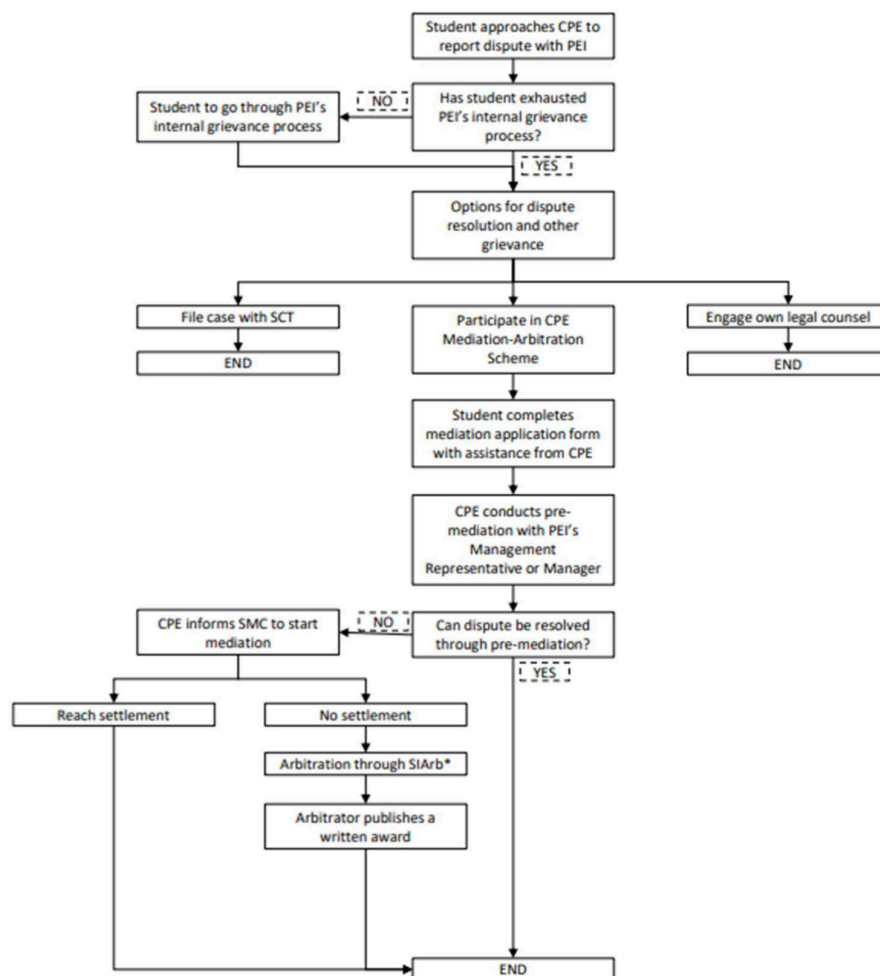 Student approaches CPE to
report dispute with PEI
NO
Student to go through PEI's
internal grievance process
Has student exhausted
PEI's internal grievance
process?
YES
Options for dispute
resolution and other
grievance
File case with SCT
END
Participate in CPE
Mediation-Arbitration
Scheme
Engage own legal counsel
END
Student completes
mediation application form
with assistance from CPE
CPE conducts pre-
mediation with PEI's
Management
Representative or Manager
CPE informs SMC to start
mediation
NO
Can dispute be resolved
through pre-mediation?
YES
Reach settlement
No settlement
Arbitration through SIArb*
Arbitrator publishes a
written award
END